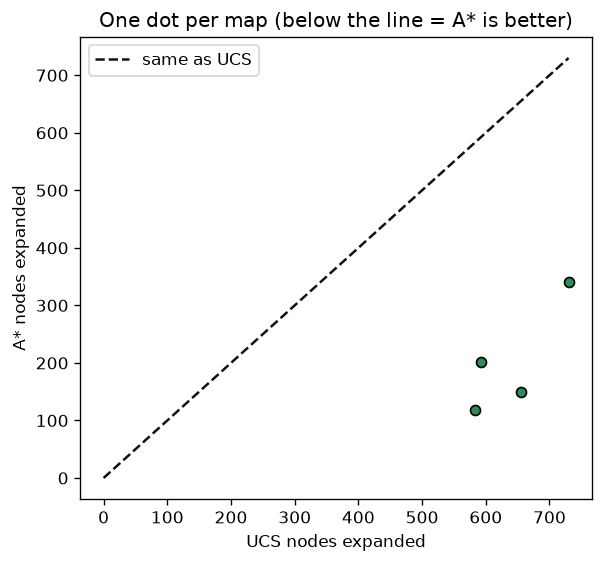 One dot per map (below the line = A* is better)
same as UCS
A* nodes expanded
700
600
500
400
300
200
100
0
0 100 200 300 400 500 600 700
UCS nodes expanded